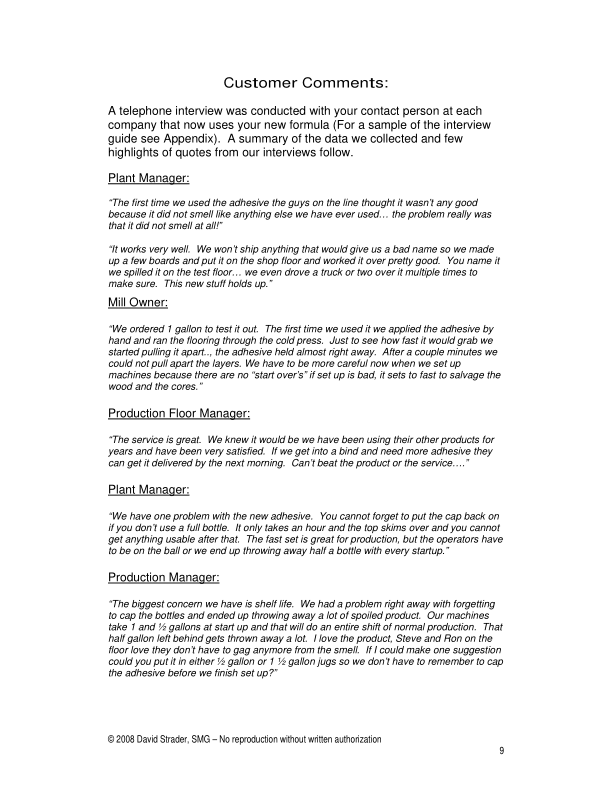 Customer Comments:
A telephone interview was conducted with your contact person at each
company that now uses your new formula (For a sample of the interview
guide see Appendix).  A summary of the data we collected and few
highlights of quotes from our interviews follow.
Plant Manager:
“The first time we used the adhesive the guys on the line thought it wasn’t any good
because it did not smell like anything else we have ever used… the problem really was
that it did not smell at all!”
“It works very well.  We won’t ship anything that would give us a bad name so we made
up a few boards and put it on the shop floor and worked it over pretty good.  You name it
we spilled it on the test floor… we even drove a truck or two over it multiple times to
make sure.  This new stuff holds up.”
Mill Owner:
“We ordered 1 gallon to test it out.  The first time we used it we applied the adhesive by
hand and ran the flooring through the cold press.  Just to see how fast it would grab we
started pulling it apart.., the adhesive held almost right away.  After a couple minutes we
could not pull apart the layers. We have to be more careful now when we set up
machines because there are no “start over’s” if set up is bad, it sets to fast to salvage the
wood and the cores.”
Production Floor Manager:
“The service is great.  We knew it would be we have been using their other products for
years and have been very satisfied.  If we get into a bind and need more adhesive they
can get it delivered by the next morning.  Can’t beat the product or the service….”
Plant Manager:
“We have one problem with the new adhesive.  You cannot forget to put the cap back on
if you don’t use a full bottle.  It only takes an hour and the top skims over and you cannot
get anything usable after that.  The fast set is great for production, but the operators have
to be on the ball or we end up throwing away half a bottle with every startup.”
Production Manager:
“The biggest concern we have is shelf life.  We had a problem right away with forgetting
to cap the bottles and ended up throwing away a lot of spoiled product.  Our machines
take 1 and ½ gallons at start up and that will do an entire shift of normal production.  That
half gallon left behind gets thrown away a lot.  I love the product, Steve and Ron on the
floor love they don’t have to gag anymore from the smell.  If I could make one suggestion
could you put it in either ½ gallon or 1 ½ gallon jugs so we don’t have to remember to cap
the adhesive before we finish set up?”
© 2008 David Strader, SMG – No reproduction without written authorization
9